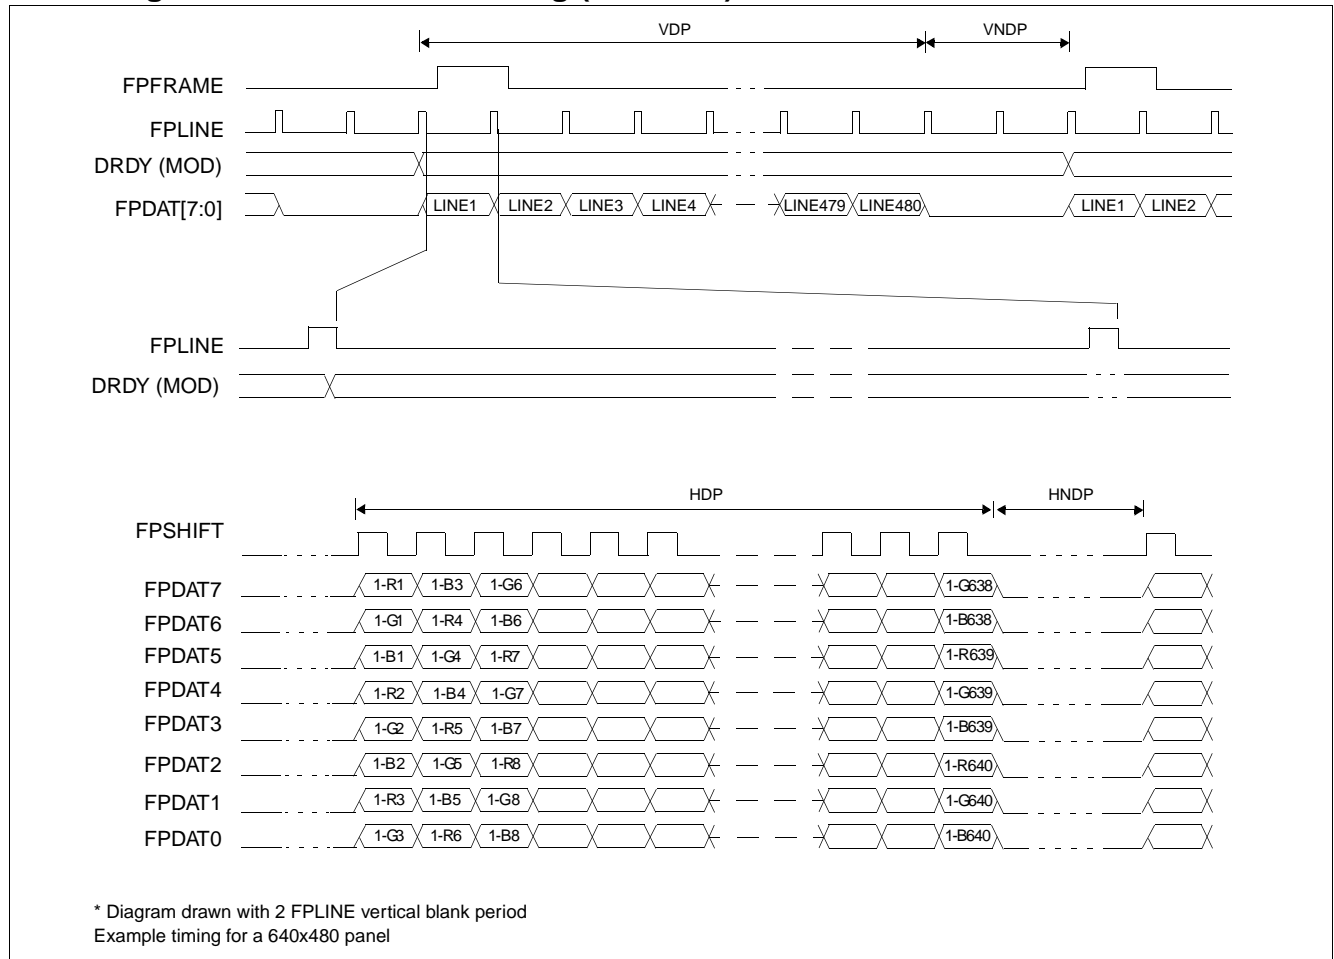 VDP VNDP
FPFRAME
FPLINE
DRDY (MOD)
FPDAT[7:0] LINE1 LINE2 LINE3 LINE4 LINE479 LINE480 LINE1 LINE2
FPLINE
DRDY (MOD)
HDP HNDP
FPSHIFT
FPDAT7 1-R1 1-B3 1-G6 1-G638
FPDAT6 1-G1 1-R4 1-B6 1-B638
FPDAT5 1-B1 1-G4 1-R7 1-R639
FPDAT4 1-R2 1-B4 1-G7 1-G639
FPDAT3 1-G2 1-R5 1-B7 1-B639
FPDAT2 1-B2 1-G5 1-R8 1-R640
FPDAT1 1-R3 1-B5 1-G8 1-G640
FPDAT0 1-G3 1-R6 1-B8 1-B640
* Diagram drawn with 2 FPLINE vertical blank period
Example timing for a 640x480 panel